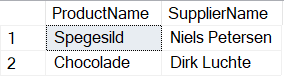 ProductName SupplierName
1 Spegesild Niels Petersen
2 Chocolade Dirk Luchte